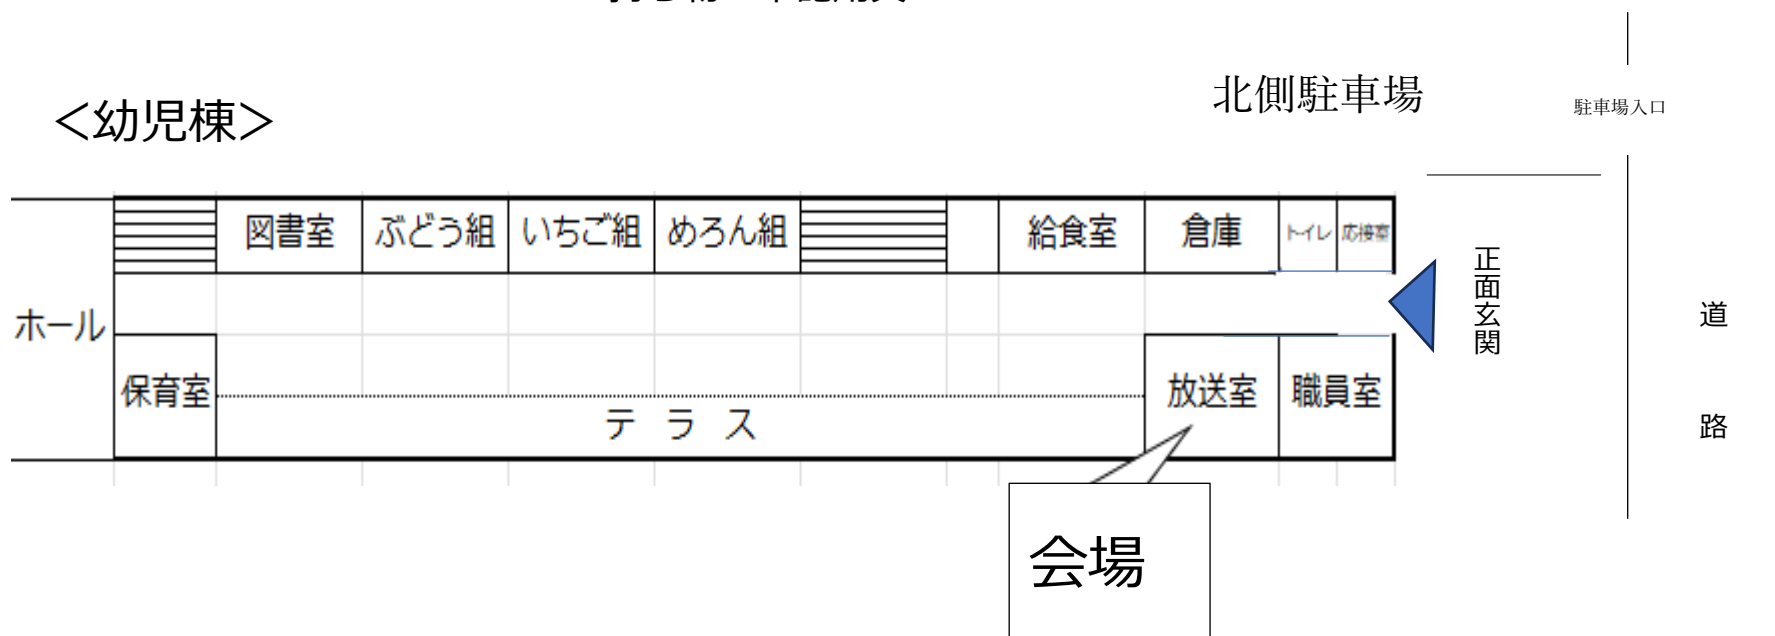 北側駐車場
駐車場入口
＜幼児棟＞
図書室
ぶどう組
いちご組
めろん組
給食室
倉庫
トイレ
応接室
正面玄関
道路
ホール
保育室
テラス
放送室
職員室
会場